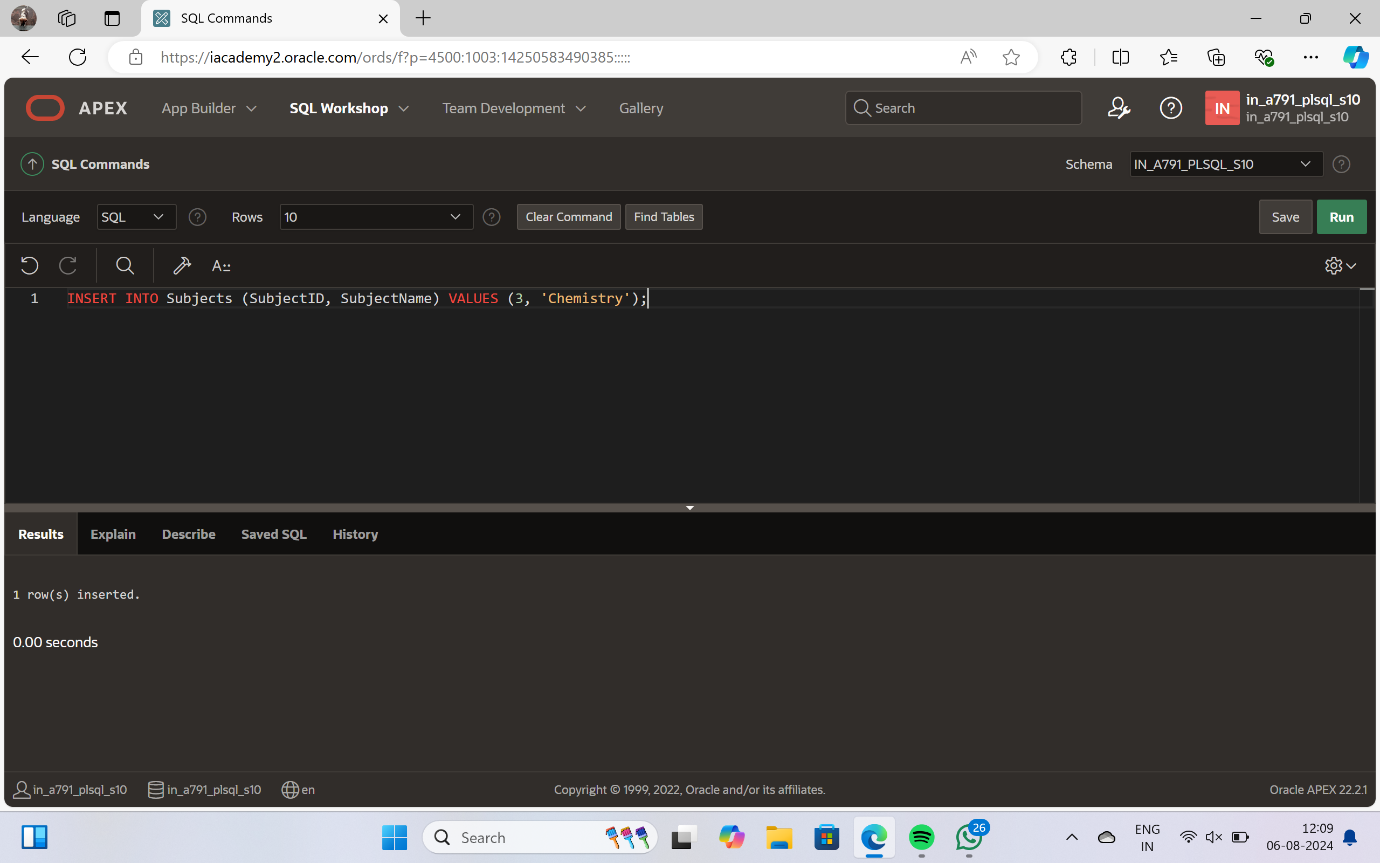 SQL Commands
https://iacademy2.oracle.com/ords/f?p=4500:1003:14250583490385:::::
APEX App Builder SQL Workshop Team Development Gallery Search IN in_a791_plsql_s10
in_a791_plsql_s10
SQL Commands Schema IN_A791_PLSQL_S10
Language SQL Rows 10 Clear Command Find Tables Save Run
1 INSERT INTO Subjects (SubjectID, SubjectName) VALUES (3, 'Chemistry');
Results Explain Describe Saved SQL History
1 row(s) inserted.
0.00 seconds
in_a791_plsql_s10 in_a791_plsql_s10 en Copyright © 1999, 2022, Oracle and/or its affiliates. Oracle APEX 22.2.1
Search 26 ENG 12:09
IN 06-08-2024